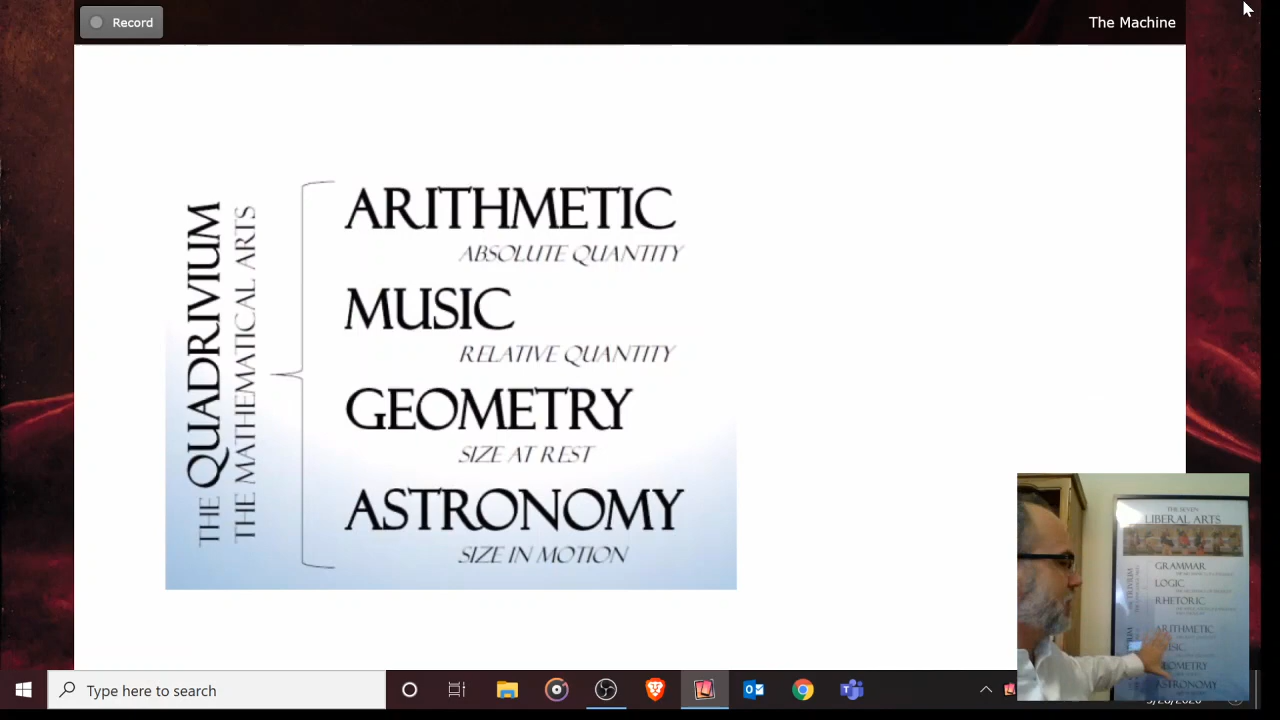 Record
The Machine
THE QUADRIVIUM
THE MATHEMATICAL ARTS
ARITHMETIC
ABSOLUTE QUANTITY
MUSIC
RELATIVE QUANTITY
GEOMETRY
SIZE AT REST
ASTRONOMY
SIZE IN MOTION
THE SEVEN
LIBERAL ARTS
GRAMMAR
LOGIC
RHETORIC
ARITHMETIC
ASTRONOMY
Type here to search